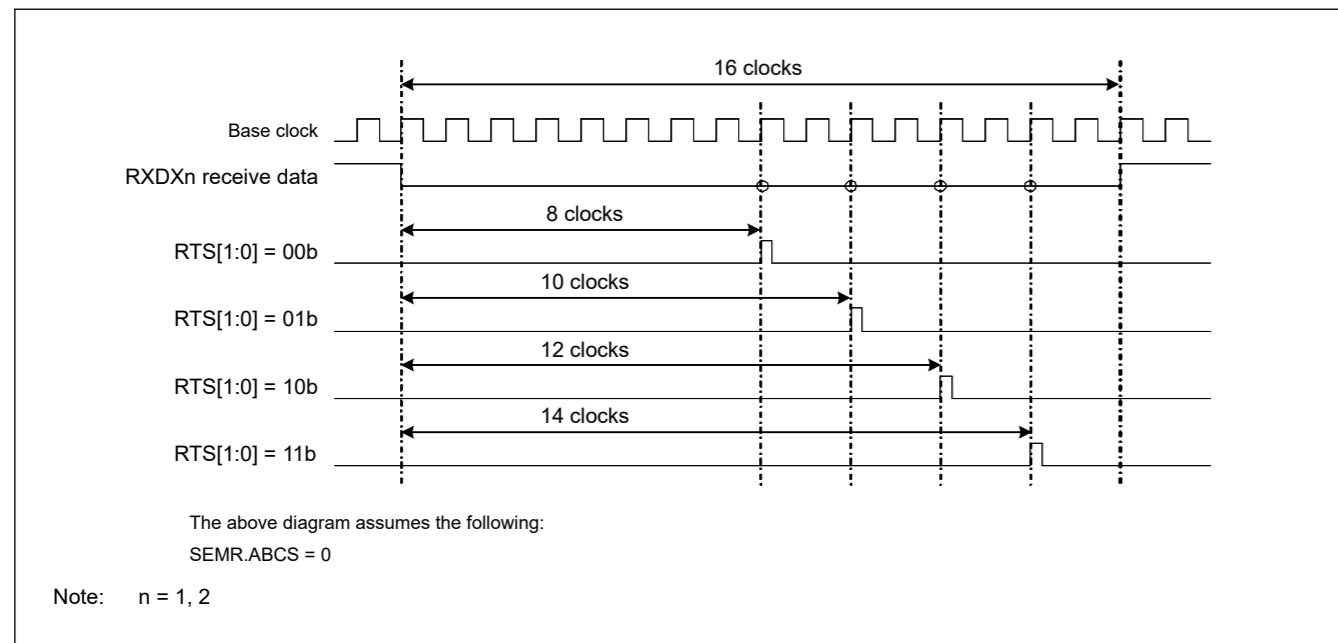 16 clocks
Base clock
RXDXn receive data
8 clocks
RTS[1:0] = 00b
10 clocks
RTS[1:0] = 01b
12 clocks
RTS[1:0] = 10b
14 clocks
RTS[1:0] = 11b
The above diagram assumes the following:
SEMR.ABCS = 0
Note: n = 1, 2